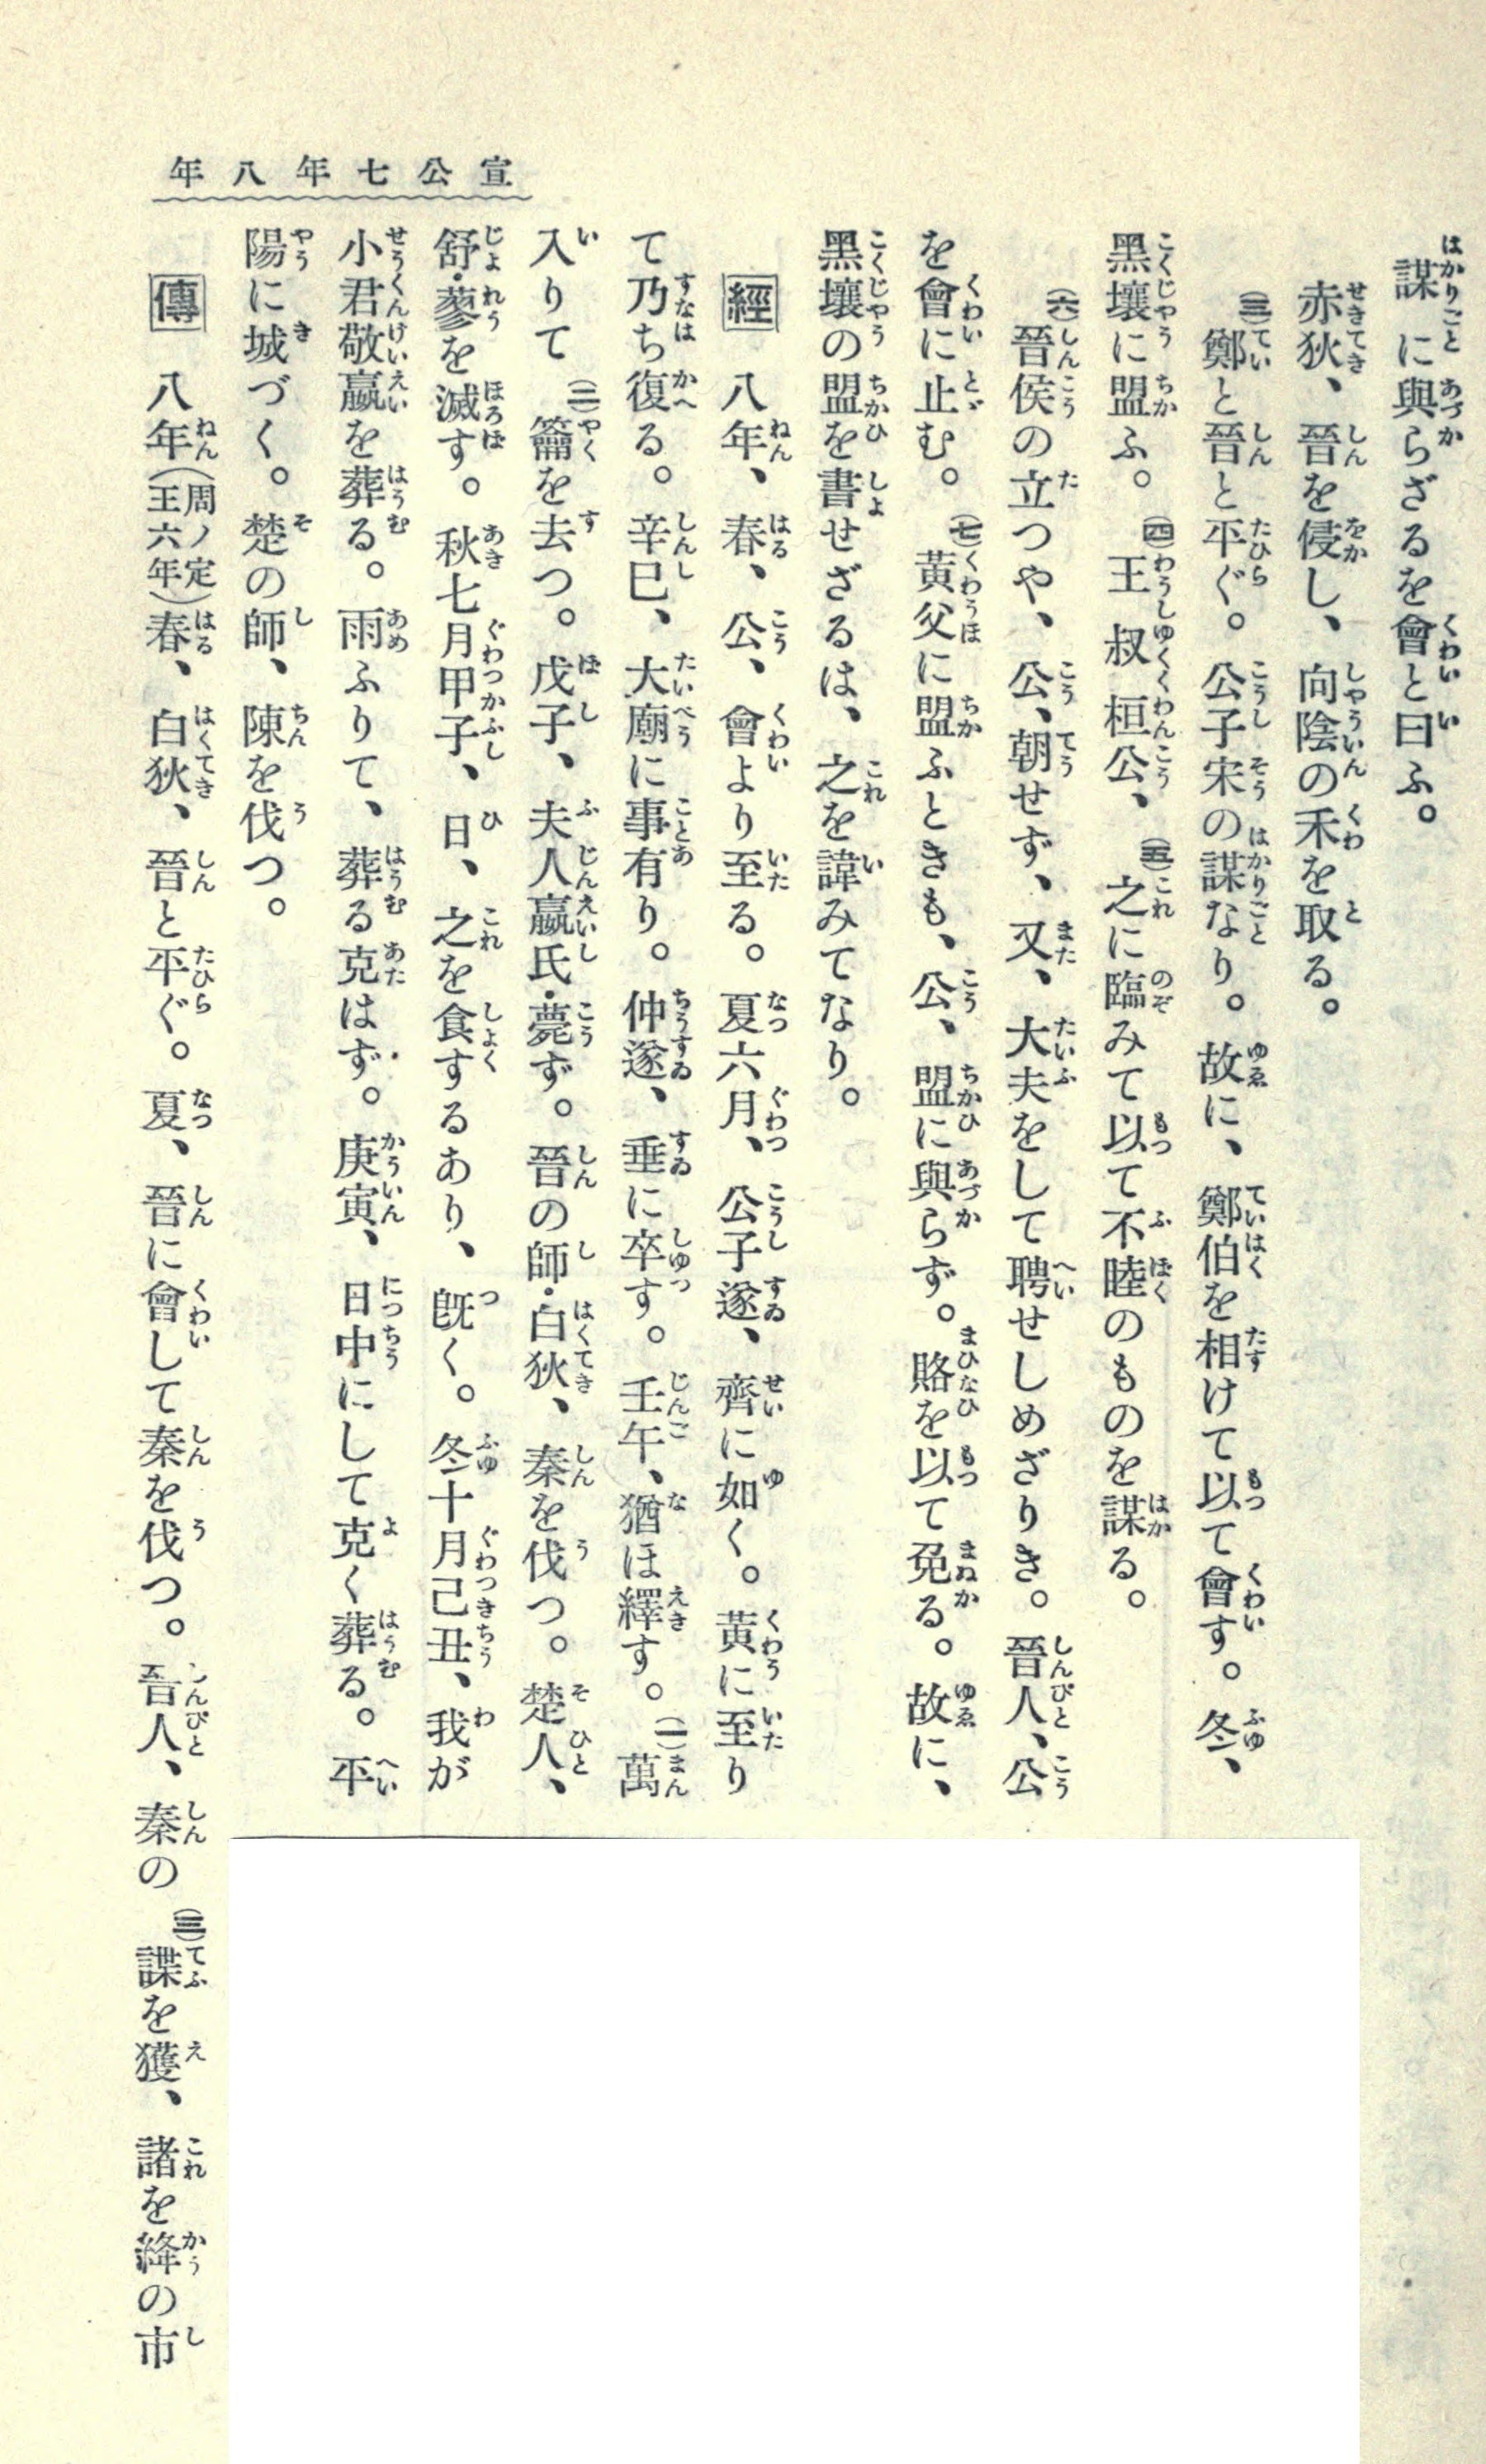 宣公七年八年
謀に與らざるを會と曰ふ。
赤狄、晉を侵し、向陰の禾を取る。
㈢鄭と晉と平ぐ。公子宋の謀なり。故に、鄭伯を相けて以て會す。冬、
黑壤に盟ふ。㈣王叔桓公、㈤之に臨みて以て不睦のものを謀る。
㈥晉侯の立つや、公、朝せず、又、大夫をして聘せしめざりき。晉人、公
を會に止む。㈦黃父に盟ふときも、公、盟に與らず。賂を以て免る。故に、
黑壤の盟を書せざるは、之を諱みてなり。
經 八年、春、公、會より至る。夏六月、公子遂、齊に如く。黃に至り
て乃ち復る。辛巳、大廟に事有り。仲遂、垂に卒す。壬午、猶ほ繹す。㈠萬
入りて㈡籥を去つ。戊子、夫人嬴氏・薨ず。晉の師・白狄、秦を伐つ。楚人、
舒・蓼を滅す。秋七月甲子、日、之を食するあり、旣く。冬十月己丑、我が
小君敬嬴を葬る。雨ふりて、葬る克はず。庚寅、日中にして克く葬る。平
陽に城づく。楚の師、陳を伐つ。
傳 八年（周ノ定王六年）春、白狄、晉と平ぐ。夏、晉に會して秦を伐つ。晉人、秦の㈢諜を獲、諸を絳の市